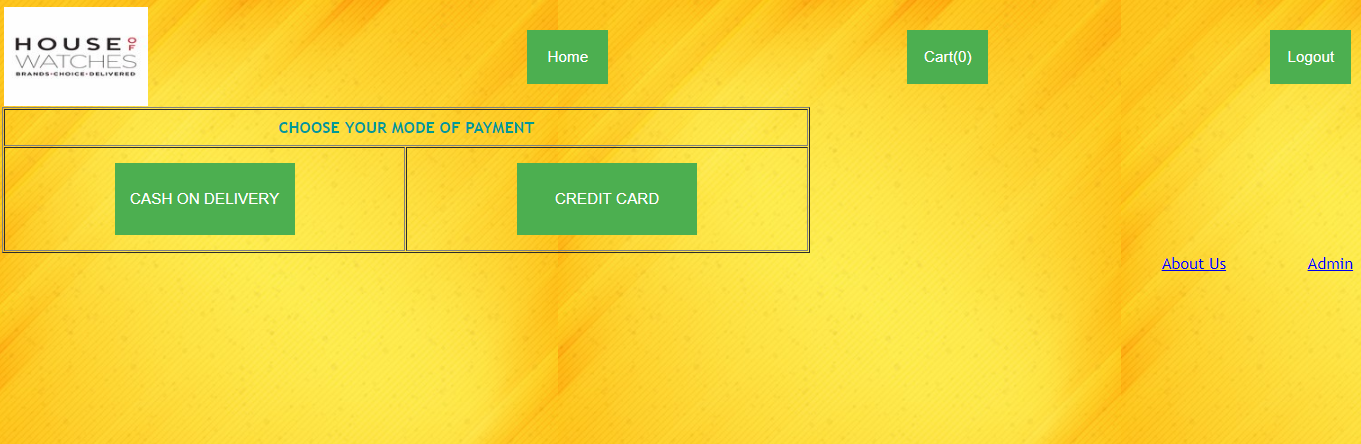 HOUSE OF
WATCHES
BRANDS•CHOICE•DELIVERED
Home
Cart(0)
Logout
CHOOSE YOUR MODE OF PAYMENT
CASH ON DELIVERY
CREDIT CARD
About Us
Admin